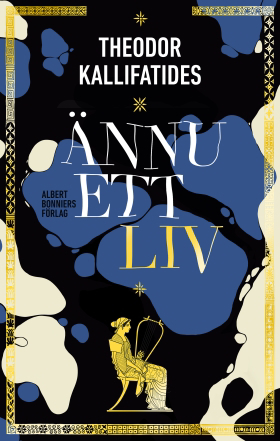 THEODOR
KALLIFATIDES
ÄNNU
ETT
ALBERT
BONNIERS
FÖRLAG
LIV